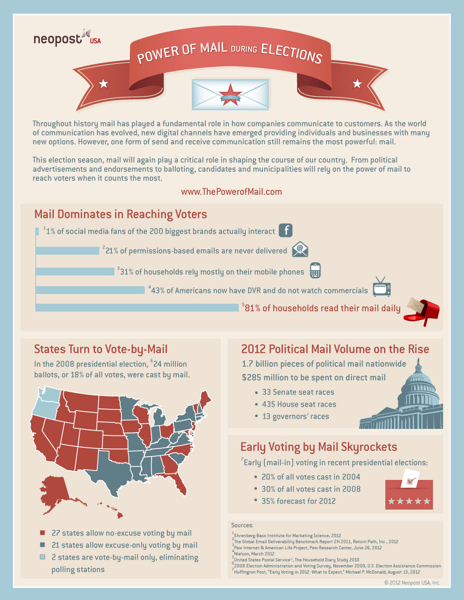 neopost USA
POWER OF MAIL DURING ELECTIONS
Throughout history mail has played a fundamental role in how companies communicate to customers. As the world
of communication has evolved, new digital channels have emerged providing individuals and businesses with many
new options. However, one form of send and receive communication still remains the most powerful: mail.
This election season, mail will again play a critical role in shaping the course of our country. From political
advertisements and endorsements to balloting, candidates and municipalities will rely on the power of mail to
reach voters when it counts the most.
www.ThePowerofMail.com
Mail Dominates in Reaching Voters
1 1% of social media fans of the 200 biggest brands actually interact
2 21% of permissions-based emails are never delivered
3 31% of households rely mostly on their mobile phones
4 43% of Americans now have DVR and do not watch commercials
5 81% of households read their mail daily
States Turn to Vote-by-Mail
In the 2008 presidential election, 6 24 million
ballots, or 18% of all votes, were cast by mail.
27 states allow no-excuse voting by mail
21 states allow excuse-only voting by mail
2 states are vote-by-mail only, eliminating
polling stations
2012 Political Mail Volume on the Rise
1.7 billion pieces of political mail nationwide
$285 million to be spent on direct mail
• 33 Senate seat races
• 435 House seat races
• 13 governors' races
Early Voting by Mail Skyrockets
7 Early (mail-in) voting in recent presidential elections:
• 20% of all votes cast in 2004
• 30% of all votes cast in 2008
• 35% forecast for 2012
Sources:
1 Ehrenberg-Bass Institute for Marketing Science, 2012
2 The Global Email Deliverability Benchmark Report 2H 2011, Return Path, Inc., 2012
3 Pew Internet & American Life Project, Pew Research Center, June 26, 2012
4 Nielsen, March 2012
5 United States Postal Service, The Household Diary Study 2010
6 2008 Election Administration and Voting Survey, November 2009, U.S. Election Assistance Commission
7 Huffington Post, "Early Voting in 2012: What to Expect," Michael P. McDonald, August 13, 2012
© 2012 Neopost USA, Inc.